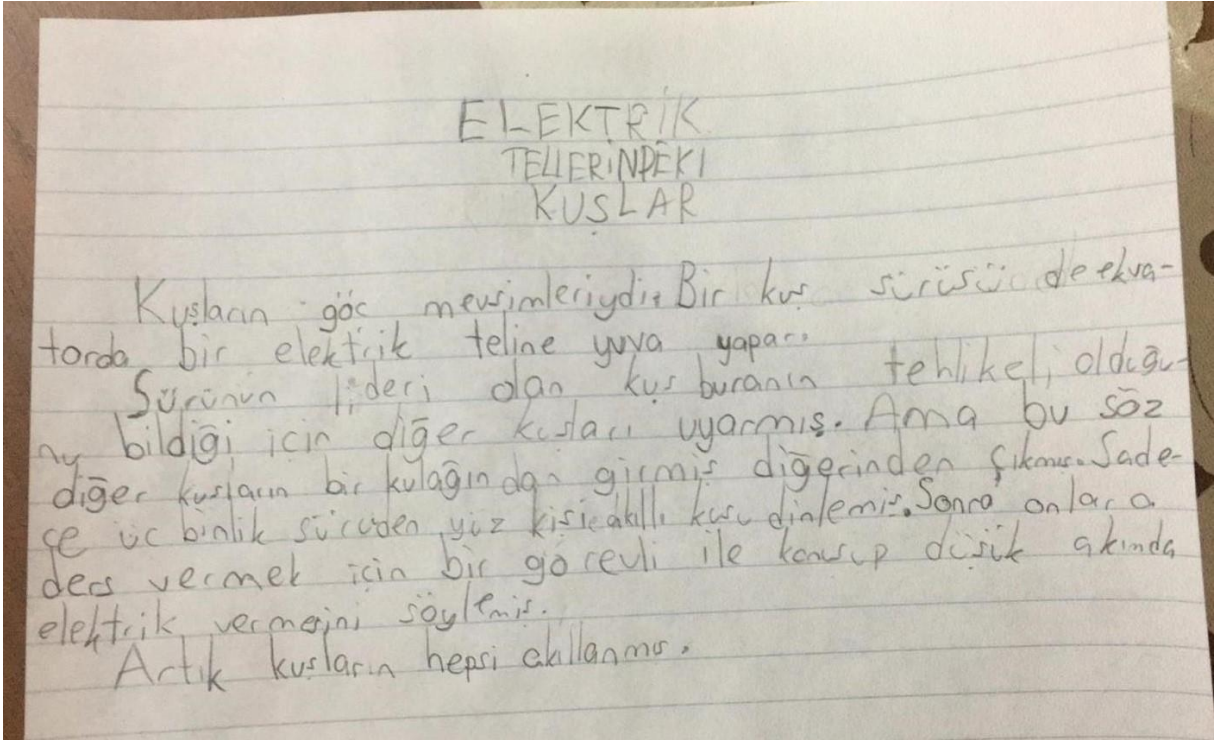 ELEKTRİK
TELLERİNDEKİ
KUŞLAR
Kuşların göç mevsimleriydi. Bir kuş sürüsü de ekva-
torda bir elektrik teline yuva yapar.
Sürünün lideri olan kuş buranın tehlikeli olduğu-
nu bildiği için diğer kuşları uyarmış. Ama bu söz
diğer kuşların bir kulağından girmiş diğerinden çıkmış. Sade-
ce üc binlik sürüden yüz kişi akıllı kuşu dinlemiş. Sonra onlara
ders vermek için bir görevli ile konuşup düşük akımda
elektrik vermesini söylemiş.
Artık kuşların hepsi akıllanmış.